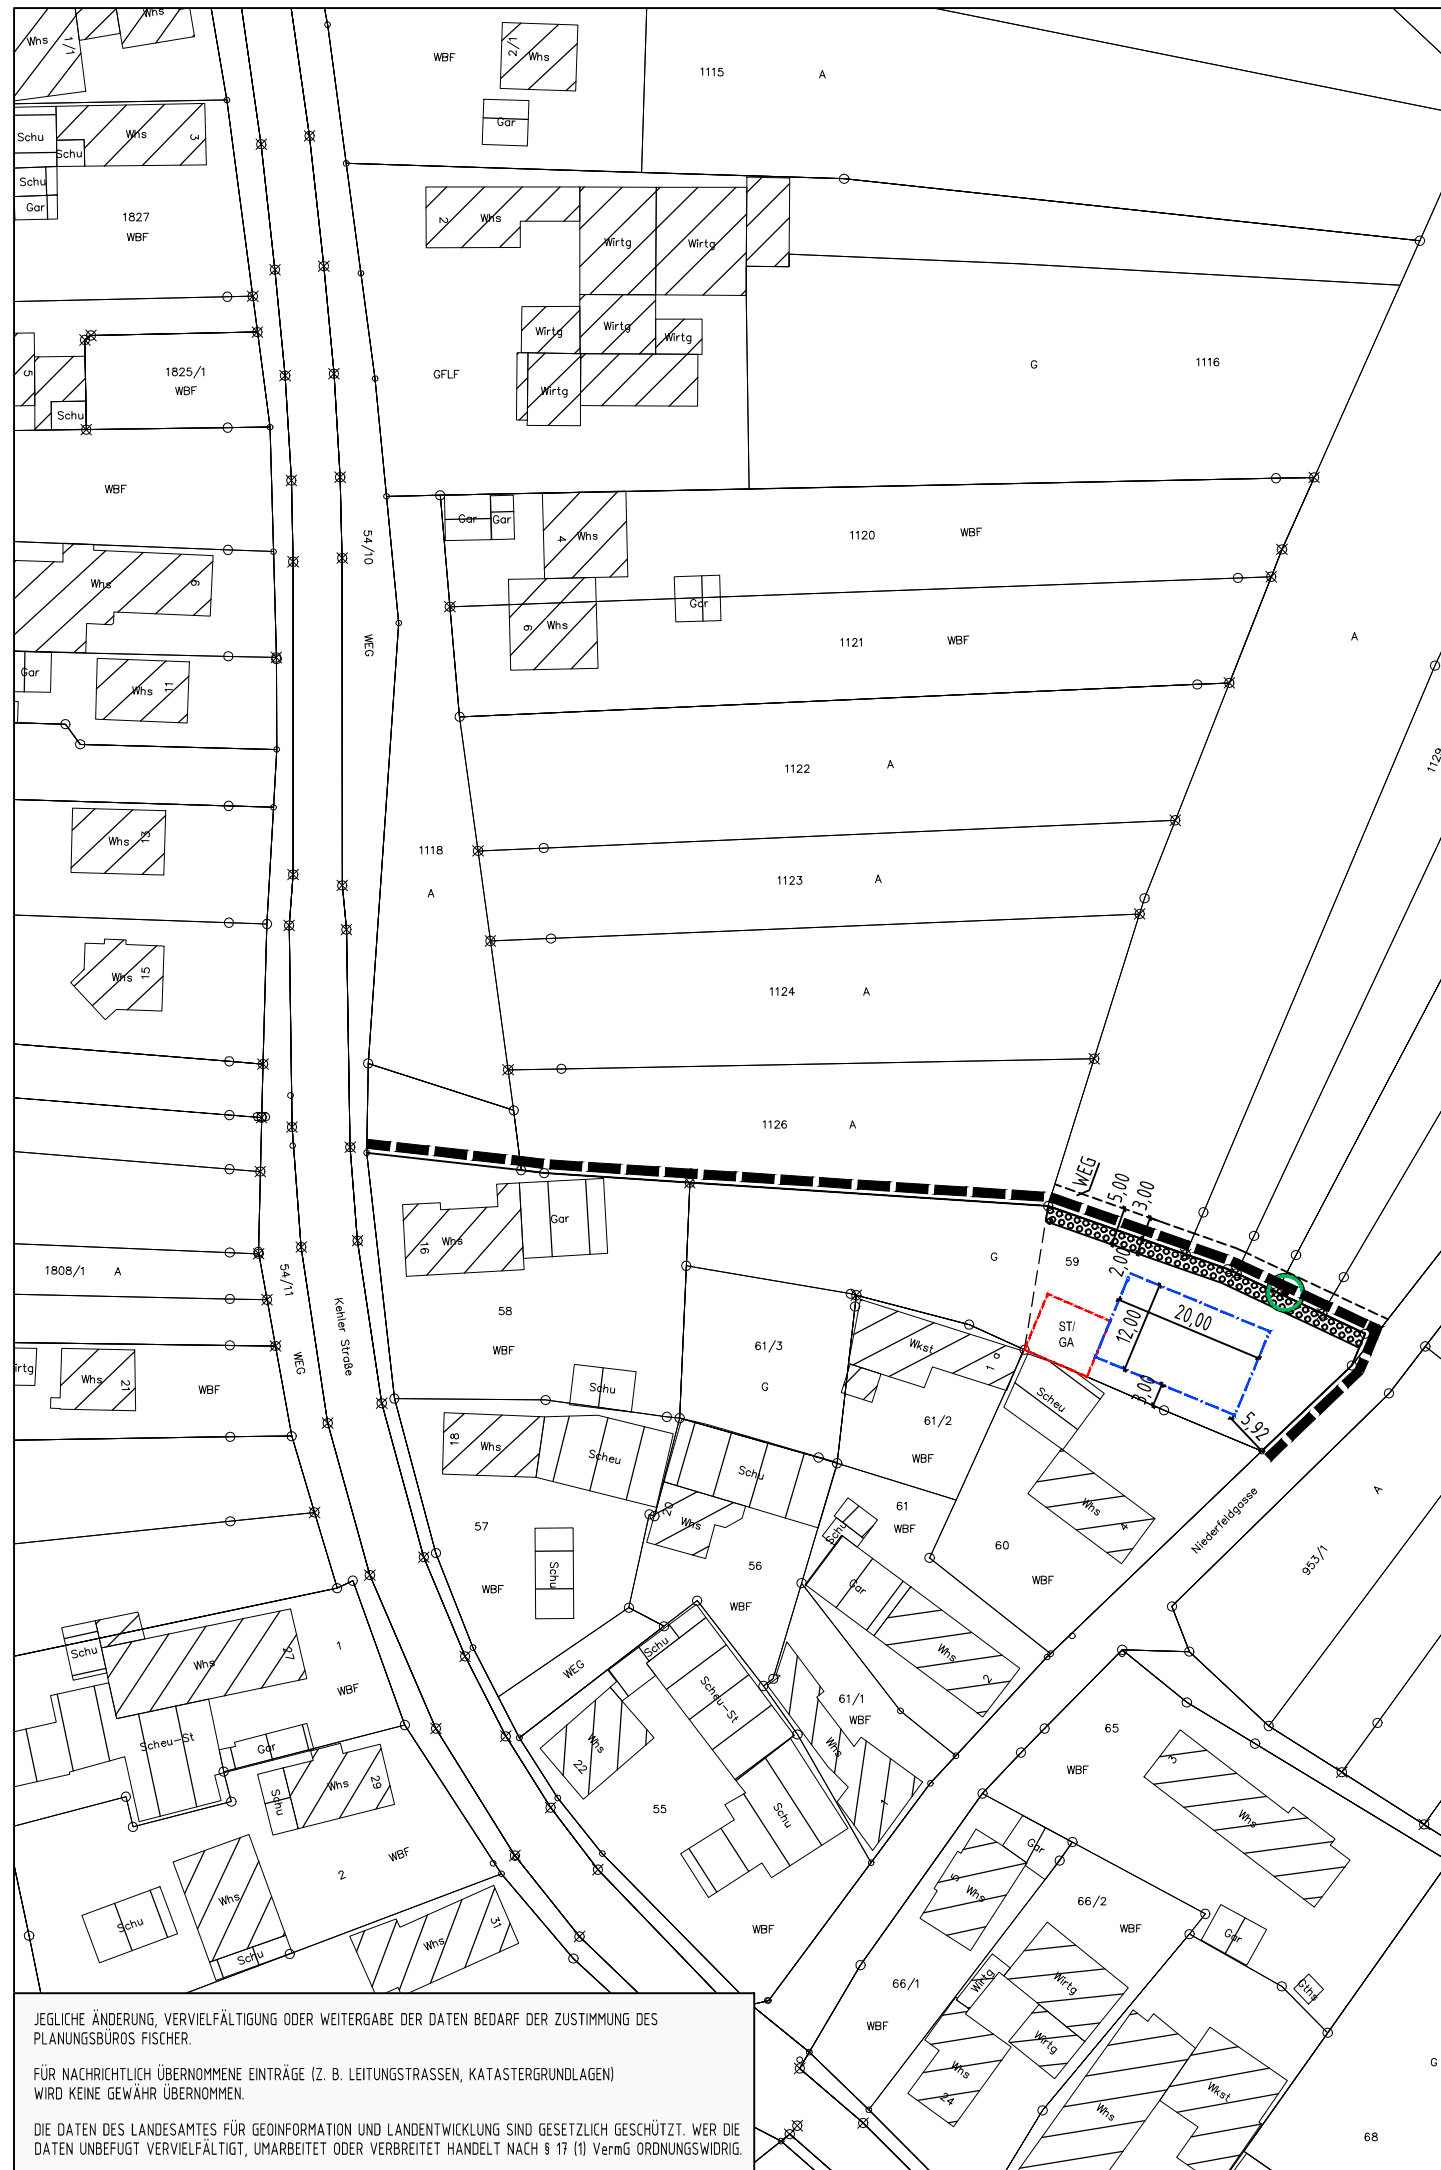 Whs
1/1
Whs
WBF
2/1
Whs
1115
A
Gar
Schu
Schu
Whs
3
Schu
Gar
1827
WBF
2
Whs
Wirtg
Wirtg
Wirtg
Wirtg
Wirtg
Wirtg
GFLF
G
1116
5
Schu
1825/1
WBF
WBF
54/10
WEG
Gar
Gar
4
Whs
1120
WBF
Whs
9
6
Whs
Gar
1121
WBF
A
Gar
Whs
11
1122
A
1129
Whs
13
1118
A
1123
A
Whs
15
1124
A
1126
A
WEG
5,00
3,00
2,00
16
Whs
Gar
G
59
1808/1
A
54/11
Kehler Straße
58
WBF
ST/
GA
12,00
20,00
3,00
5,92
61/3
G
Wkst
1
Scheu
irtg
Whs
21
WBF
WEG
Schu
61/2
WBF
18
Whs
Scheu
Schu
20
Whs
57
WBF
Schu
56
WBF
61
WBF
Schu
Gar
60
WBF
Whs
4
Niederfeldgasse
953/1
A
Schu
Whs
27
1
WBF
WEG
Schu
Scheu-St
Whs
2
61/1
WBF
Whs
1
65
WBF
Scheu-St
Gar
Schu
Whs
29
Whs
22
55
Schu
3
Whs
2
WBF
Whs
Schu
Schu
Whs
31
WBF
Gar
5
Whs
66/2
WBF
Gar
66/1
WBF
Wirtg
Wirtg
Wirtg
Gths
Whs
24
Whs
Wkst
G
68
JEGLICHE ÄNDERUNG, VERVIELFÄLTIGUNG ODER WEITERGABE DER DATEN BEDARF DER ZUSTIMMUNG DES
PLANUNGSBÜROS FISCHER.
FÜR NACHRICHTLICH ÜBERNOMMENE EINTRÄGE (Z. B. LEITUNGSTRASSEN, KATASTERGRUNDLAGEN)
WIRD KEINE GEWÄHR ÜBERNOMMEN.
DIE DATEN DES LANDESAMTES FÜR GEOINFORMATION UND LANDENTWICKLUNG SIND GESETZLICH GESCHÜTZT. WER DIE
DATEN UNBEFUGT VERVIELFÄLTIGT, UMARBEITET ODER VERBREITET HANDELT NACH § 17 (1) VermG ORDNUNGSWIDRIG.